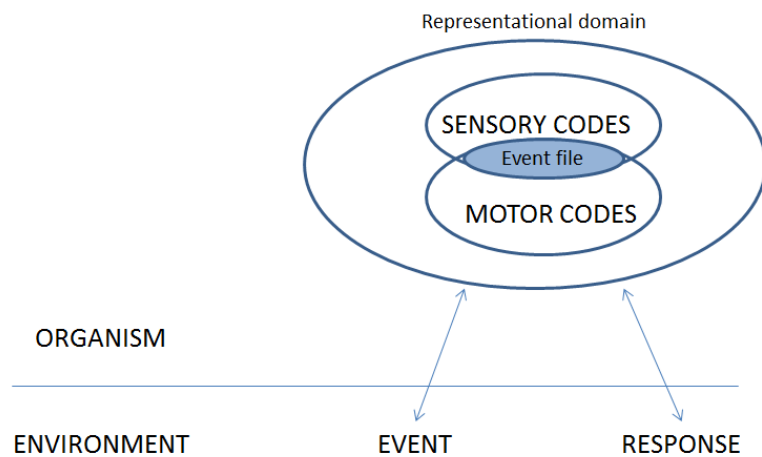 Representational domain
SENSORY CODES
Event file
MOTOR CODES
ORGANISM
ENVIRONMENT EVENT RESPONSE